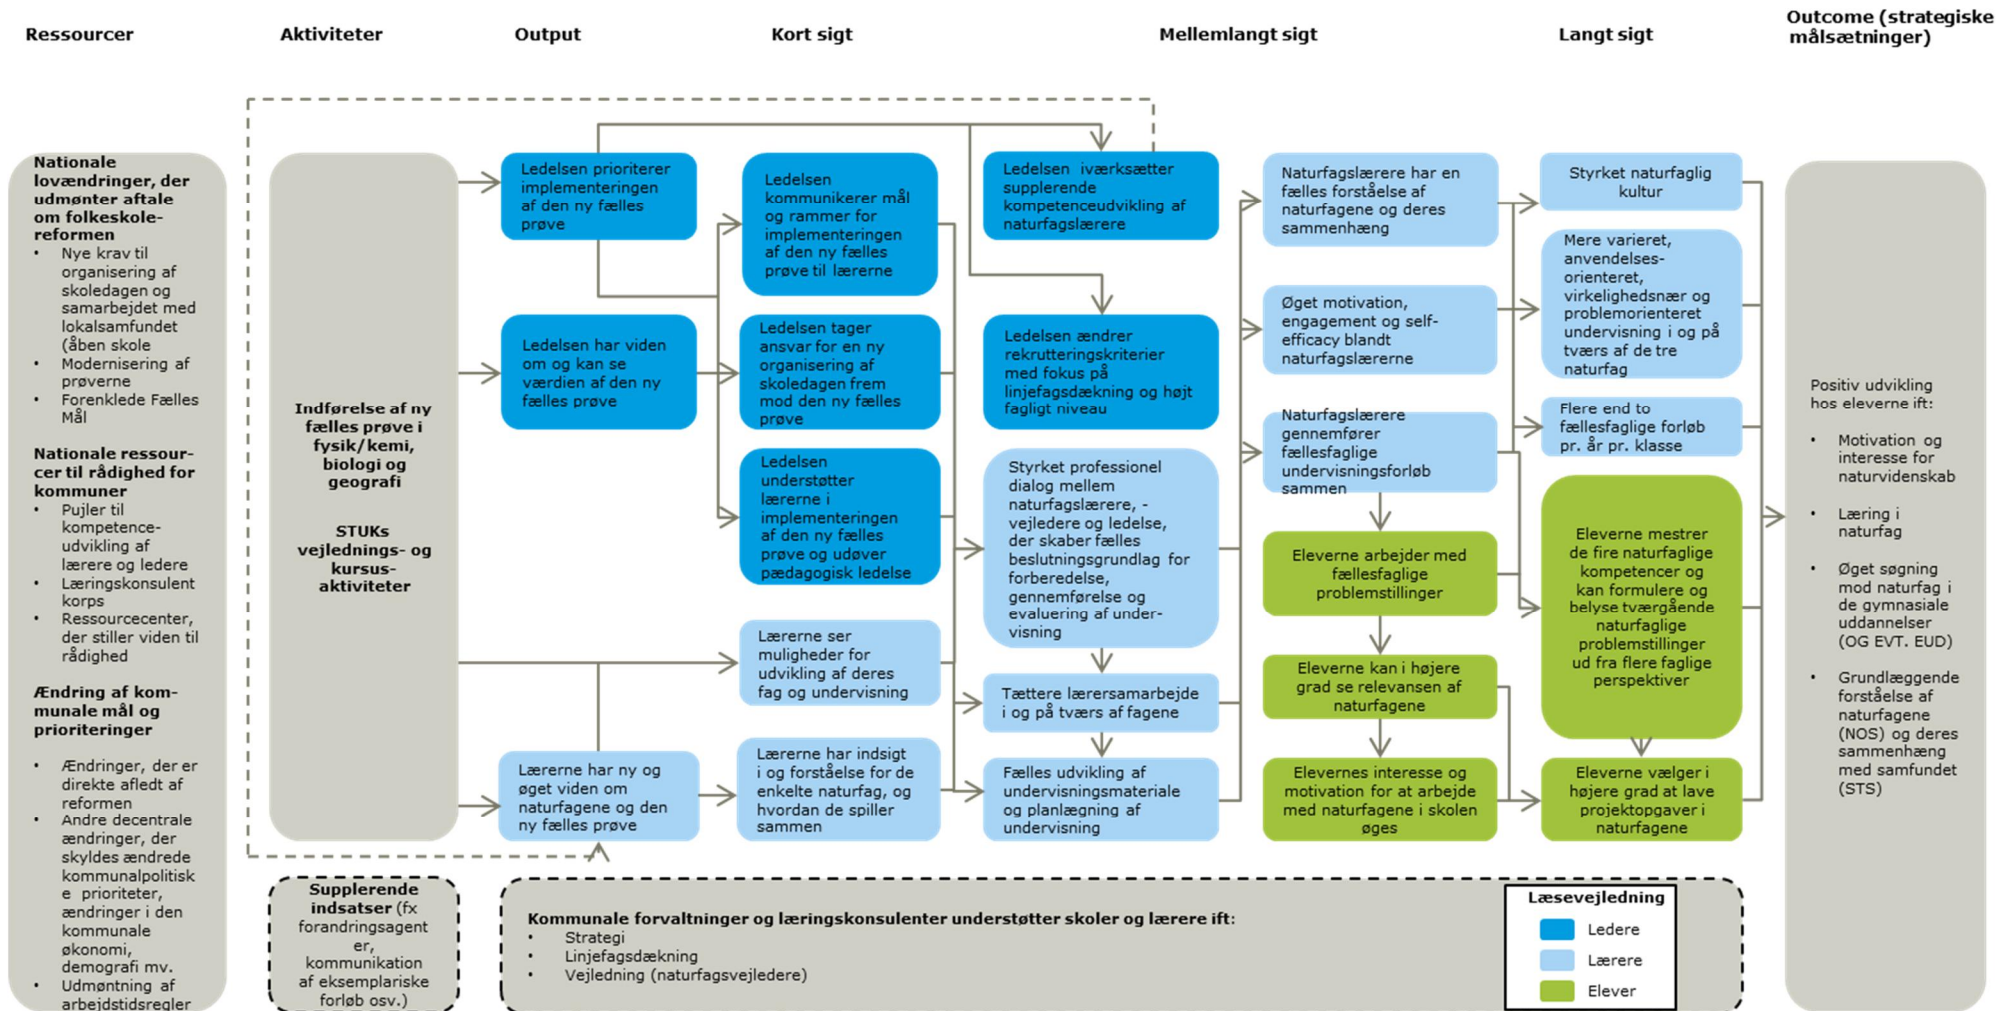 Ressourcer
Aktiviteter
Output
Kort sigt
Mellemlangt sigt
Langt sigt
Outcome (strategiske
målsætninger)
Nationale
lovændringer, der
udmønter aftale
om folkeskole-
reformen
• Nye krav til
organisering af
skoledagen og
samarbejdet med
lokalsamfundet
(åben skole
• Modernisering af
prøverne
• Forenklede Fælles
Mål
Nationale ressour-
cer til rådighed for
kommuner
• Puljer til
kompetence-
udvikling af
lærere og ledere
• Læringskonsulent
korps
• Ressourcecenter,
der stiller viden til
rådighed
Ændring af kom-
munale mål og
prioriteringer
• Ændringer, der er
direkte afledt af
reformen
• Andre decentrale
ændringer, der
skyldes ændrede
kommunalpolitisk
e prioriteter,
ændringer i den
kommunale
økonomi,
demografi mv.
• Udmøntning af
arbejdstidsregler
Indførelse af ny
fælles prøve i
fysik/kemi,
biologi og
geografi
STUKs
vejlednings- og
kursus-
aktiviteter
Supplerende
indsatser (fx
forandringsagent
er,
kommunikation
af eksemplariske
forløb osv.)
Ledelsen prioriterer
implementeringen
af den ny fælles
prøve
Ledelsen har viden
om og kan se
værdien af den ny
fælles prøve
Lærerne har ny og
øget viden om
naturfagene og den
ny fælles prøve
Ledelsen
kommunikerer mål
og rammer for
implementeringen
af den ny fælles
prøve til lærerne
Ledelsen tager
ansvar for en ny
organisering af
skoledagen frem
mod den ny fælles
prøve
Ledelsen
understøtter
lærerne i
implementeringen
af den ny fælles
prøve og udøver
pædagogisk ledelse
Lærerne ser
muligheder for
udvikling af deres
fag og undervisning
Lærerne har indsigt
i og forståelse for de
enkelte naturfag, og
hvordan de spiller
sammen
Ledelsen iværksætter
supplerende
kompetenceudvikling af
naturfagslærere
Ledelsen ændrer
rekrutteringskriterier
med fokus på
linjefagsdækning og højt
fagligt niveau
Styrket professionel
dialog mellem
naturfagslærere, -
vejledere og ledelse,
der skaber fælles
beslutningsgrundlag for
forberedelse,
gennemførelse og
evaluering af under-
visning
Tættere lærersamarbejde
i og på tværs af fagene
Fælles udvikling af
undervisningsmateriale
og planlægning af
undervisning
Naturfagslærere har en
fælles forståelse af
naturfagene og deres
sammenhæng
Øget motivation,
engagement og self-
efficacy blandt
naturfagslærerne
Naturfagslærere
gennemfører
fællesfaglige
undervisningsforløb
sammen
Eleverne arbejder med
fællesfaglige
problemstillinger
Eleverne kan i højere
grad se relevansen af
naturfagene
Elevernes interesse og
motivation for at arbejde
med naturfagene i skolen
øges
Styrket naturfaglig
kultur
Mere varieret,
anvendelses-
orienteret,
virkelighedsnær og
problemorienteret
undervisning i og på
tværs af de tre
naturfag
Flere end to
fællesfaglige forløb
pr. år pr. klasse
Eleverne mestrer
de fire naturfaglige
kompetencer og
kan formulere og
belyse tværgående
naturfaglige
problemstillinger
ud fra flere faglige
perspektiver
Eleverne vælger i
højere grad at lave
projektopgaver i
naturfagene
Positiv udvikling
hos eleverne ift:
• Motivation og
interesse for
naturvidenskab
• Læring i
naturfag
• Øget søgning
mod naturfag i
de gymnasiale
uddannelser
(OG EVT. EUD)
• Grundlæggende
forståelse af
naturfagene
(NOS) og deres
sammenhæng
med samfundet
(STS)
Kommunale forvaltninger og læringskonsulenter understøtter skoler og lærere ift:
• Strategi
• Linjefagsdækning
• Vejledning (naturfagsvejledere)
Læsevejledning
Ledere
Lærere
Elever